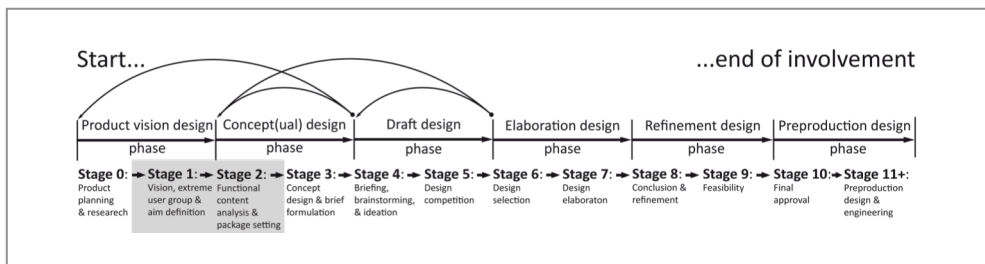 Start...
...end of involvement
Product vision design
Concept(ual) design
Draft design
Elaboration design
Refinement design
Preproduction design
phase
phase
phase
phase
phase
phase
Stage 0:
Product
planning
& researech
Stage 1:
Vision, extreme
user group &
aim definition
Stage 2:
Functional
content
analysis &
package setting
Stage 3:
Concept
design & brief
formulation
Stage 4:
Briefing,
brainstorming,
& ideation
Stage 5:
Design
competition
Stage 6:
Design
selection
Stage 7:
Design
elaboraton
Stage 8:
Conclusion &
refinement
Stage 9:
Feasibility
Stage 10:
Final
approval
Stage 11+:
Preproduction
design &
engineering